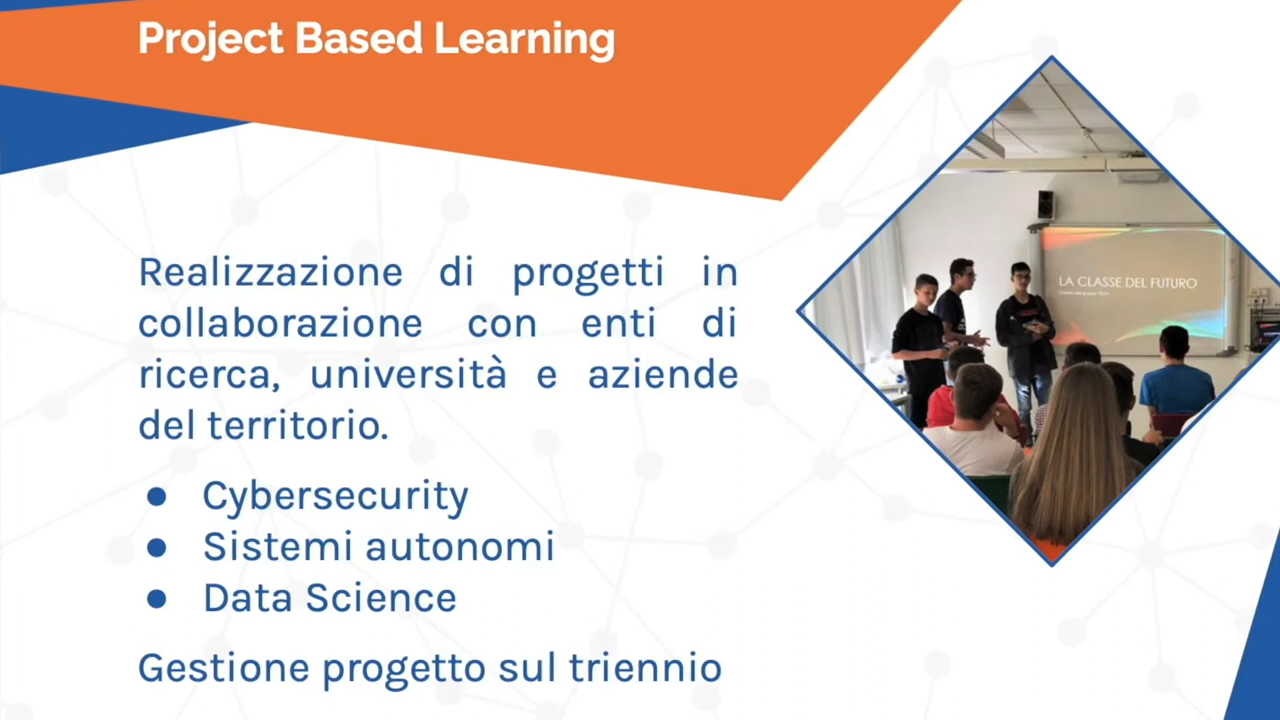 Project Based Learning
Realizzazione di progetti in
collaborazione con enti di
ricerca, università e aziende
del territorio.
● Cybersecurity
● Sistemi autonomi
● Data Science
Gestione progetto sul triennio
LA CLASSE DEL FUTURO